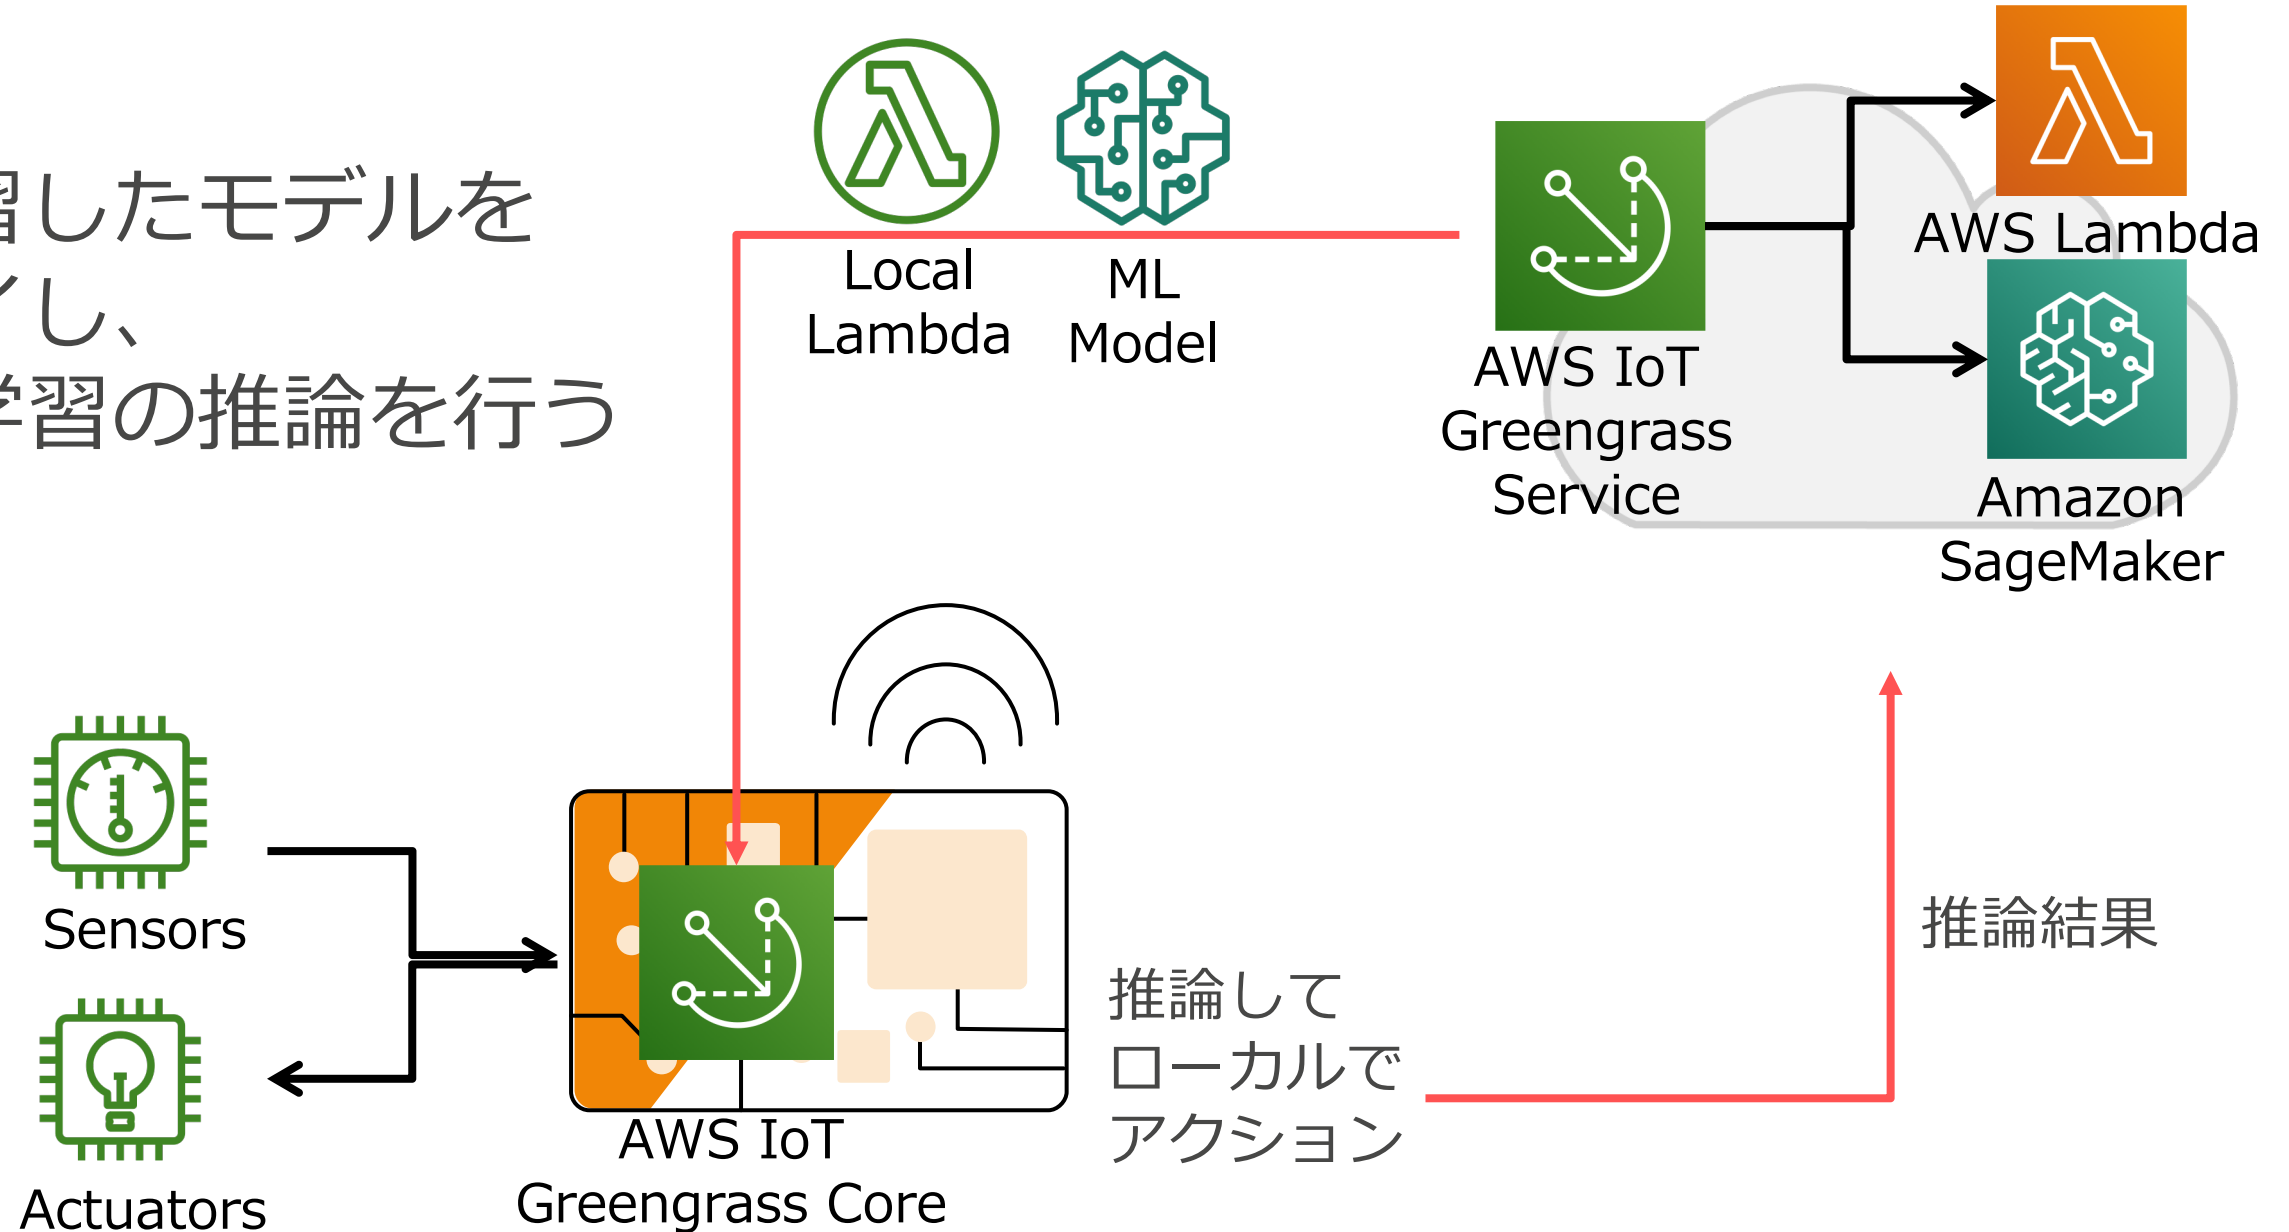 習したモデルを
イし、
学習の推論を行う
Local
Lambda
ML
Model
AWS IoT
Greengrass
Service
AWS Lambda
Amazon
SageMaker
Sensors
Actuators
AWS IoT
Greengrass Core
推論して
ローカルで
アクション
推論結果